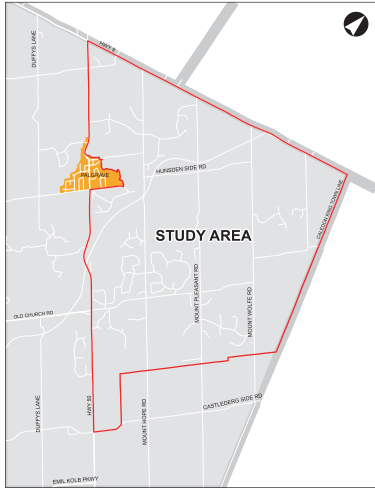 DUFFYS LANE
HWY 9
PALGRAVE
HUNSDEN SIDE RD
CALEDON KING TOWN LINE
STUDY AREA
MOUNT PLEASANT RD
MOUNT WOLFE RD
OLD CHURCH RD
DUFFYS LANE
HWY 50
MOUNT HOPE RD
CASTLEDERG SIDE RD
EMIL KOLB PKWY